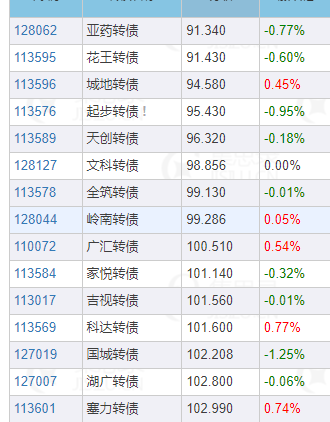 128062 亚药转债 91.340 -0.77%
113595 花王转债 91.430 -0.60%
113596 城地转债 94.580 0.45%
113576 起步转债! 95.430 -0.95%
113589 天创转债 96.320 -0.18%
128127 文科转债 98.856 0.00%
113578 全筑转债 99.130 -0.01%
128044 岭南转债 99.286 0.05%
110072 广汇转债 100.510 0.54%
113584 家悦转债 101.140 -0.32%
113017 吉视转债 101.560 -0.01%
113569 科达转债 101.600 0.77%
127019 国城转债 102.208 -1.25%
127007 湖广转债 102.800 -0.06%
113601 塞力转债 102.990 0.74%